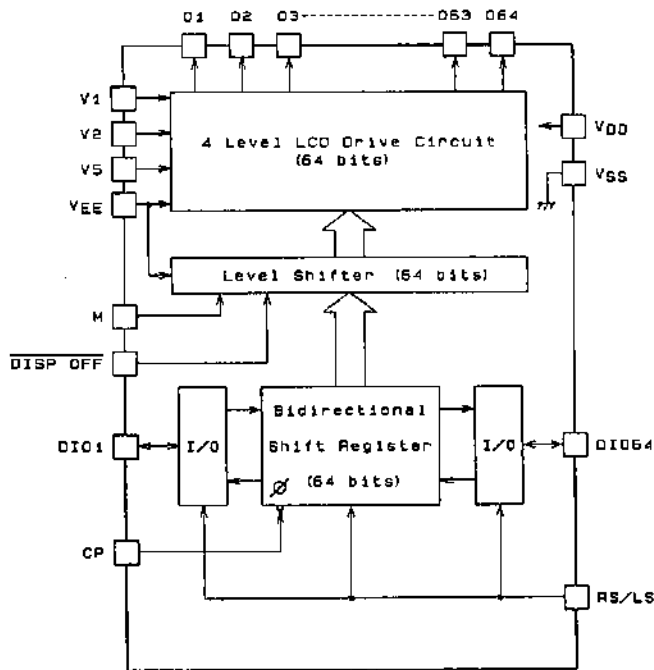 O1 O2 O3 O63 O64
V1
V2
V5
VEE
4 Level LCD Drive Circuit
(64 bits)
VDD
VSS
Level Shifter (64 bits)
M
DISP OFF
DIO1
I/O
Bidirectional
Shift Register
(64 bits)
Ø
I/O
DIO64
CP
RS/LS